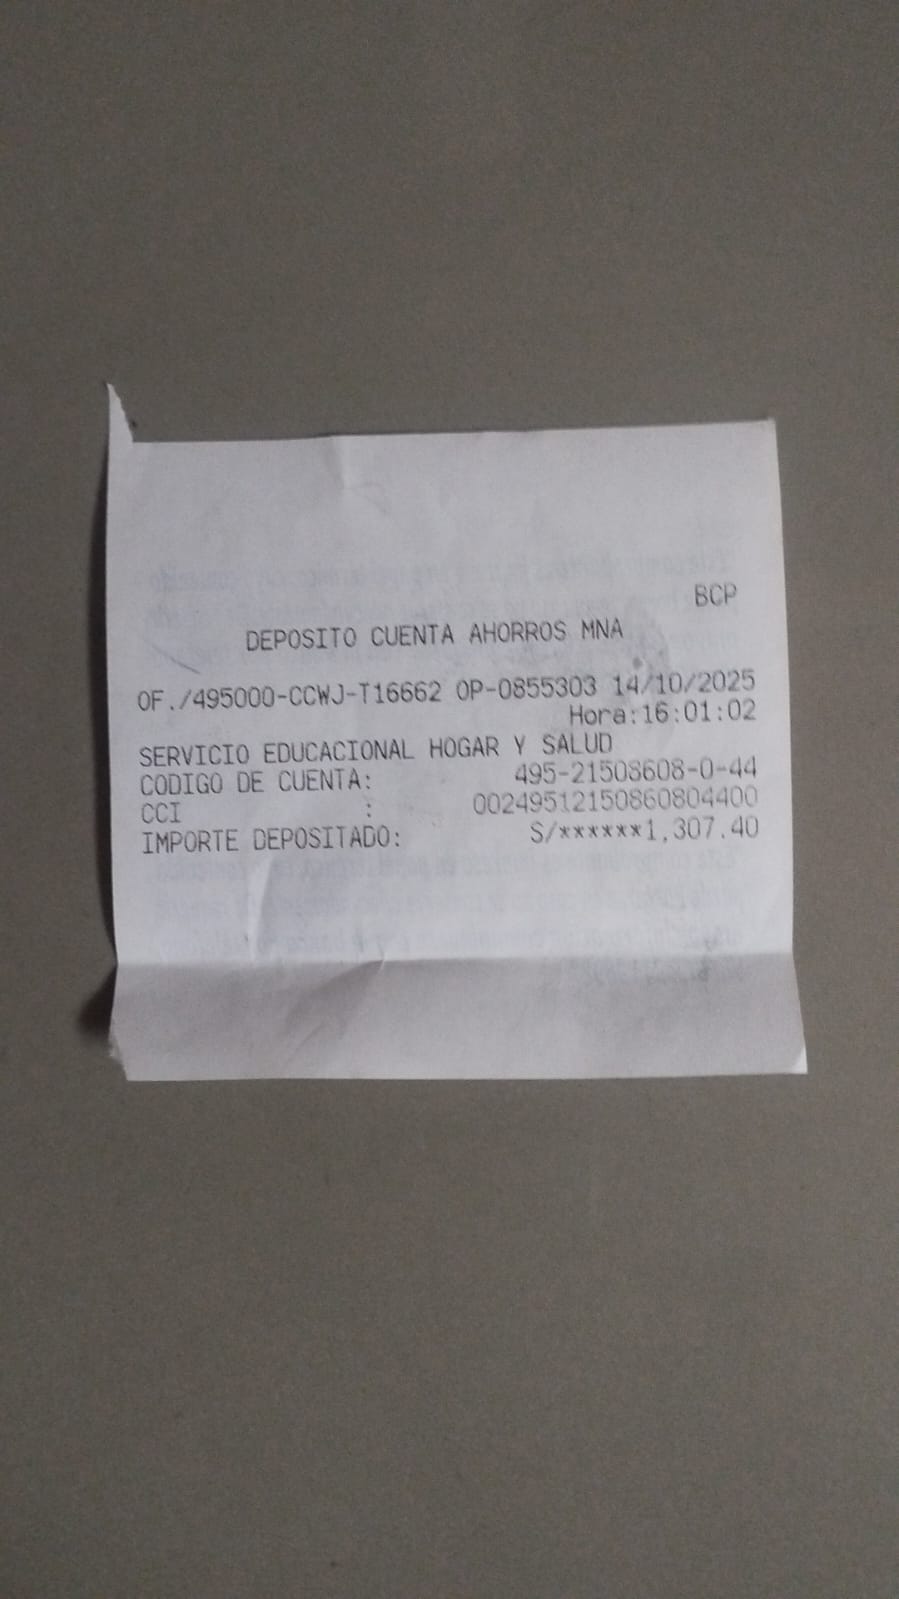 BCP
DEPOSITO CUENTA AHORROS MNA
OF./495000-CCWJ-T16662 OP-0855303 14/10/2025
Hora:16:01:02
SERVICIO EDUCACIONAL HOGAR Y SALUD
CODIGO DE CUENTA: 495-21508608-0-44
CCI : 00249512150860804400
IMPORTE DEPOSITADO: S/******1,307.40